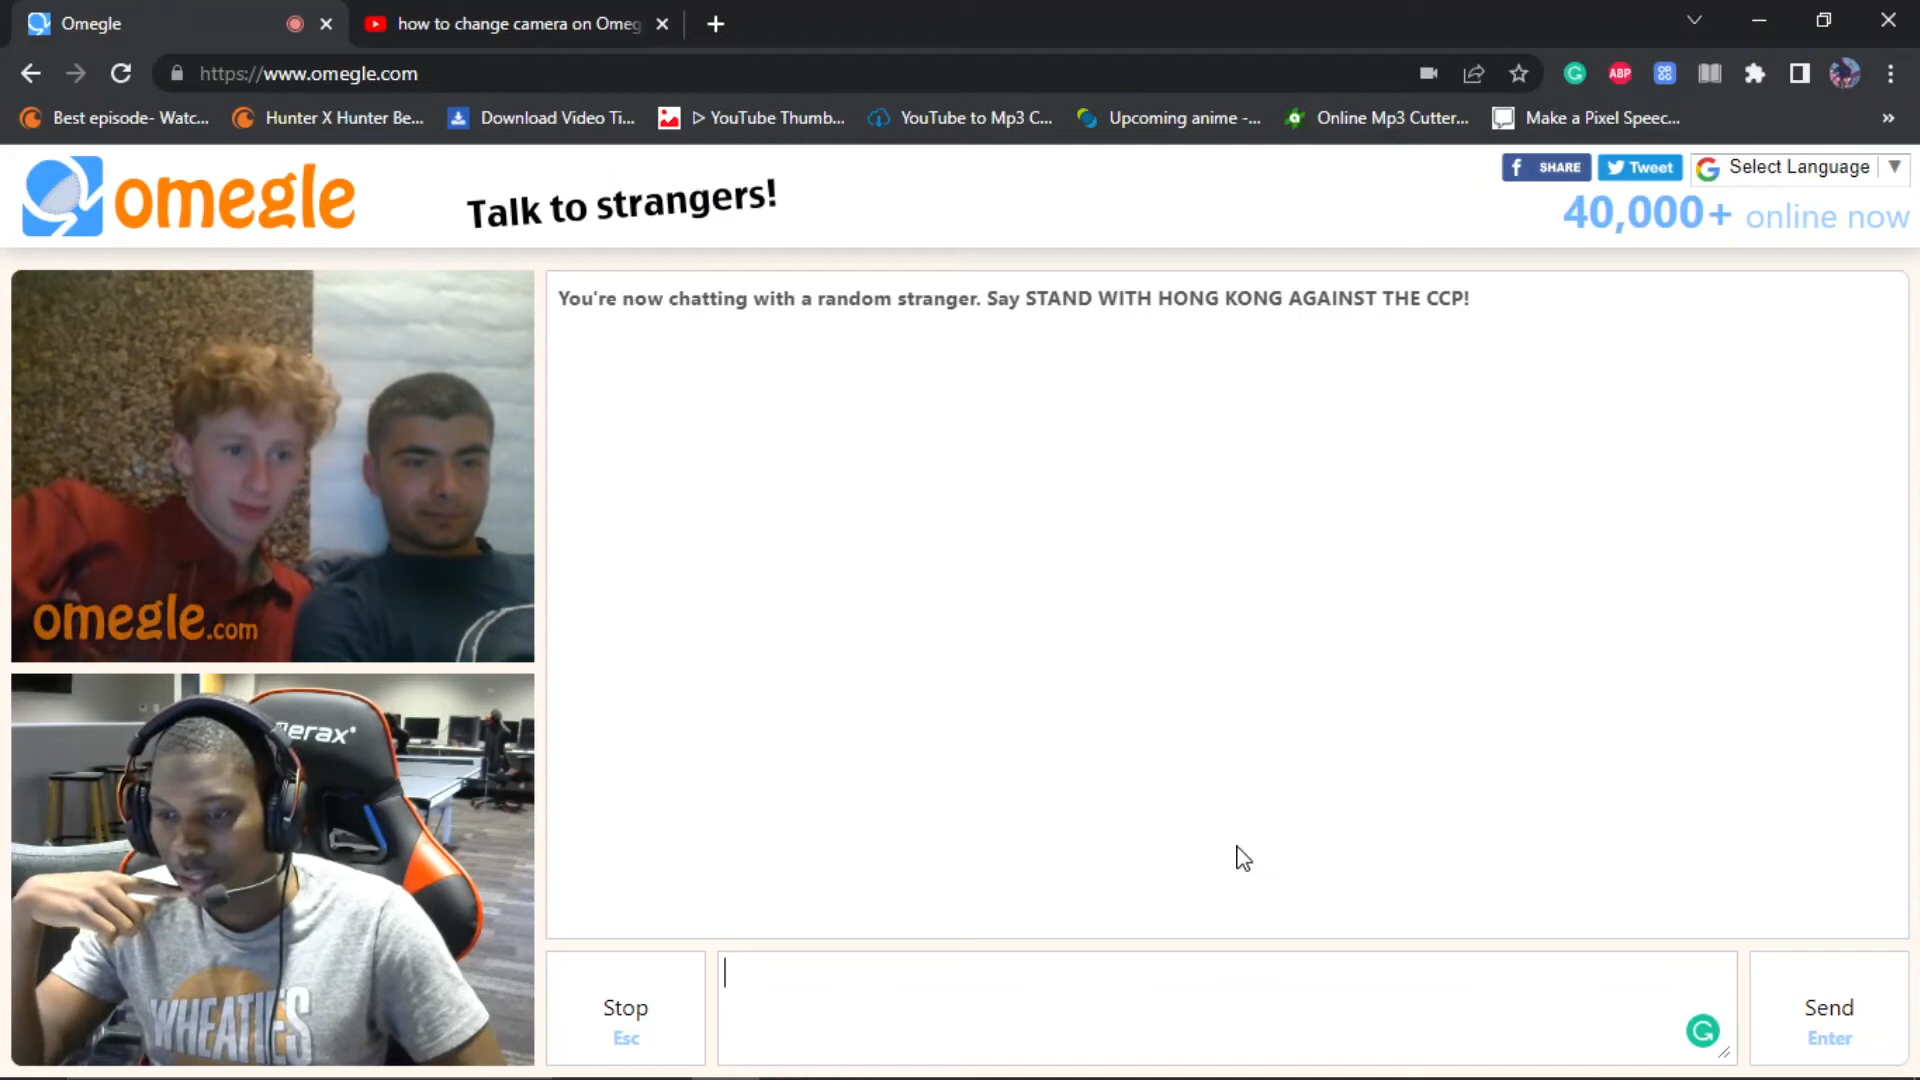 Omegle
how to change camera on Omeg
https://www.omegle.com
ABP
Best episode- Watc...
Hunter X Hunter Be...
Download Video Ti...
YouTube Thumb...
YouTube to Mp3 C...
Upcoming anime -...
Online Mp3 Cutter...
Make a Pixel Speec...
omegle
Talk to strangers!
SHARE
Tweet
Select Language
40,000+ online now
You're now chatting with a random stranger. Say STAND WITH HONG KONG AGAINST THE CCP!
omegle.com
erax
WHEATIES
Stop
Esc
Send
Enter